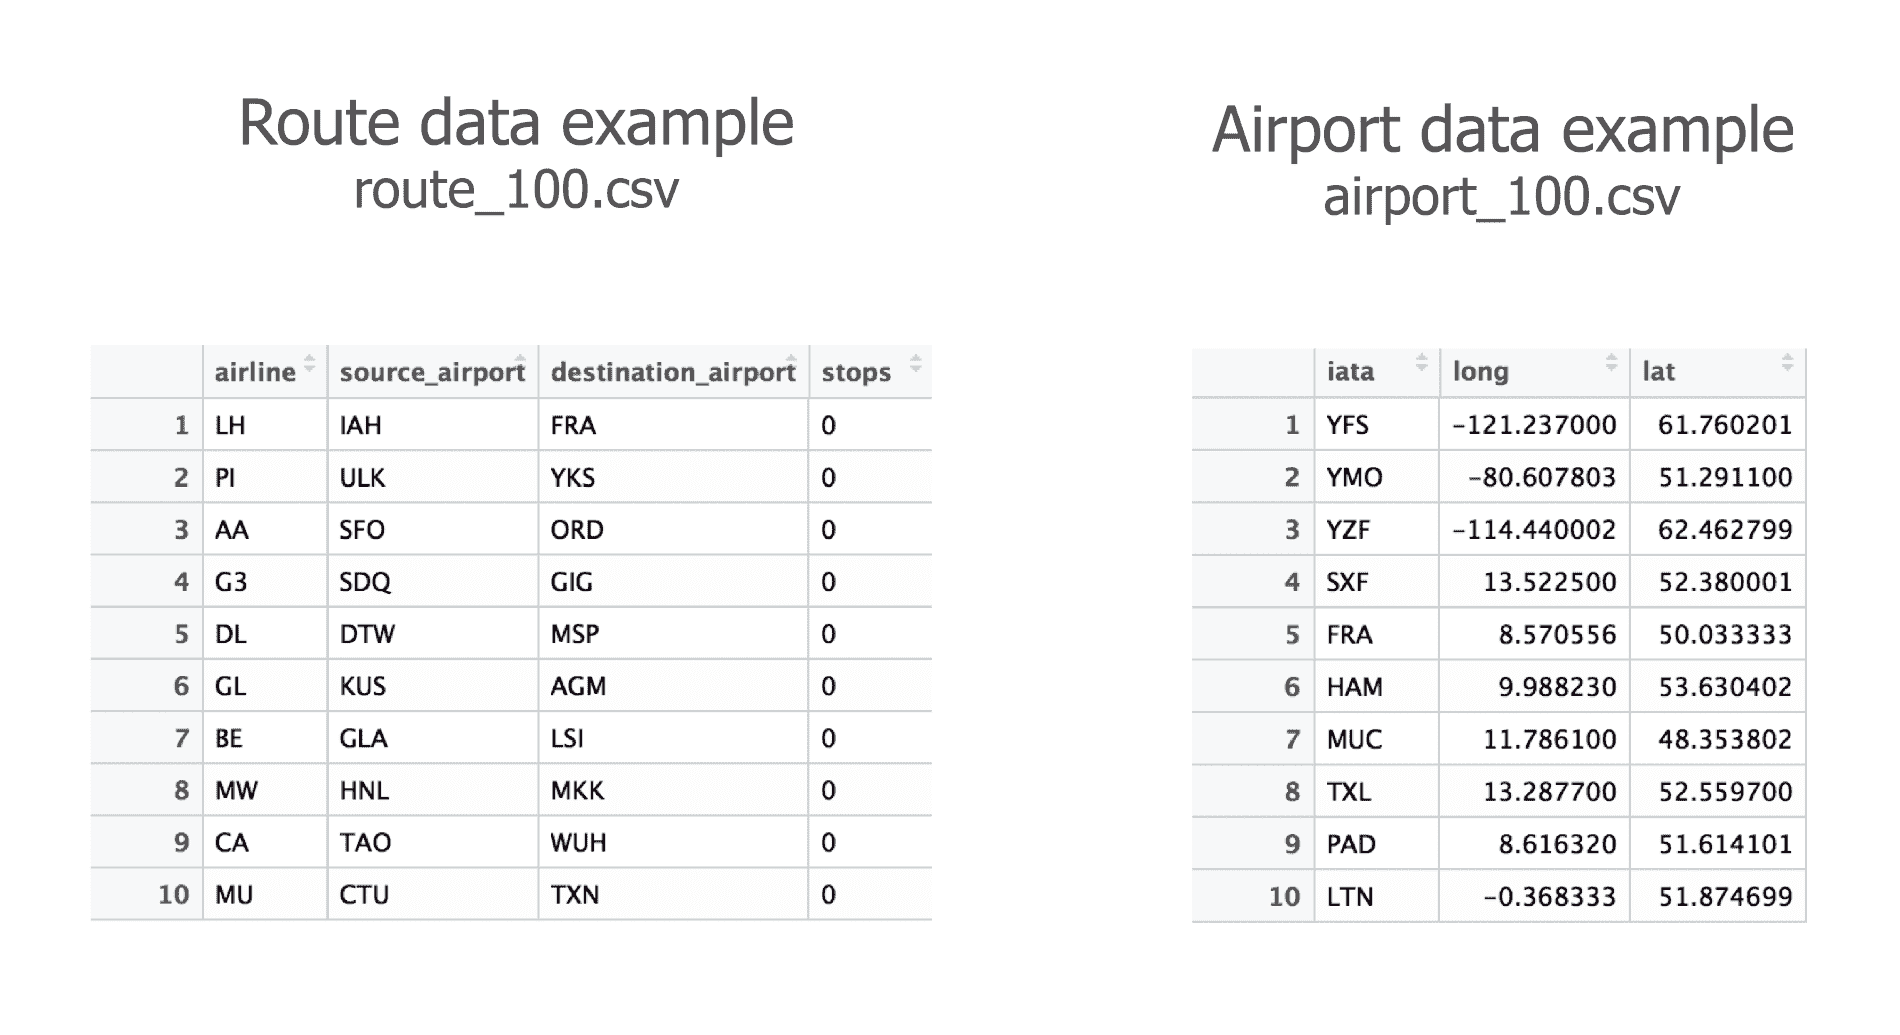 Route data example
route_100.csv
airline source_airport destination_airport stops
1 LH IAH FRA 0
2 PI ULK YKS 0
3 AA SFO ORD 0
4 G3 SDQ GIG 0
5 DL DTW MSP 0
6 GL KUS AGM 0
7 BE GLA LSI 0
8 MW HNL MKK 0
9 CA TAO WUH 0
10 MU CTU TXN 0
Airport data example
airport_100.csv
iata long lat
1 YFS -121.237000 61.760201
2 YMO -80.607803 51.291100
3 YZF -114.440002 62.462799
4 SXF 13.522500 52.380001
5 FRA 8.570556 50.033333
6 HAM 9.988230 53.630402
7 MUC 11.786100 48.353802
8 TXL 13.287700 52.559700
9 PAD 8.616320 51.614101
10 LTN -0.368333 51.874699